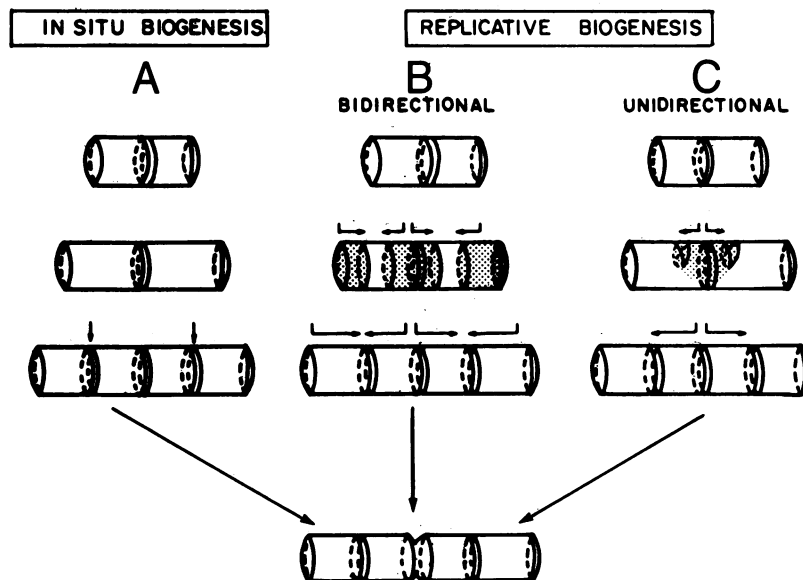 IN SITU BIOGENESIS
REPLICATIVE BIOGENESIS
A
B
C
BIDIRECTIONAL
UNIDIRECTIONAL